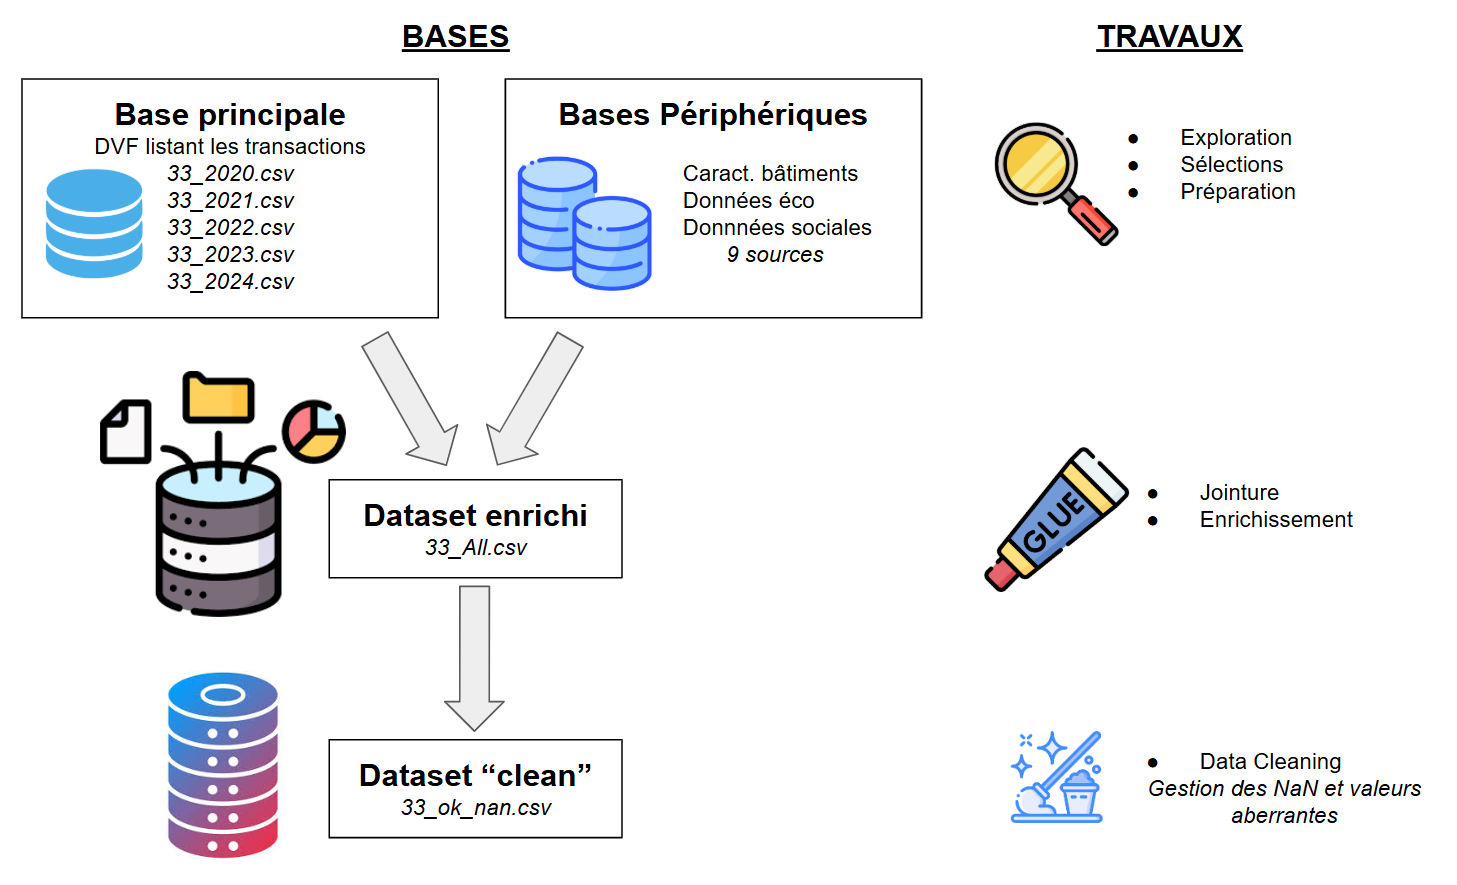 BASES
TRAVAUX
Base principale
DVF listant les transactions
33_2020.csv
33_2021.csv
33_2022.csv
33_2023.csv
33_2024.csv
Bases Périphériques
Caract. bâtiments
Données éco
Donnnées sociales
9 sources
● Exploration
● Sélections
● Préparation
Dataset enrichi
33_All.csv
GLUE
● Jointure
● Enrichissement
Dataset “clean”
33_ok_nan.csv
● Data Cleaning
Gestion des NaN et valeurs
aberrantes